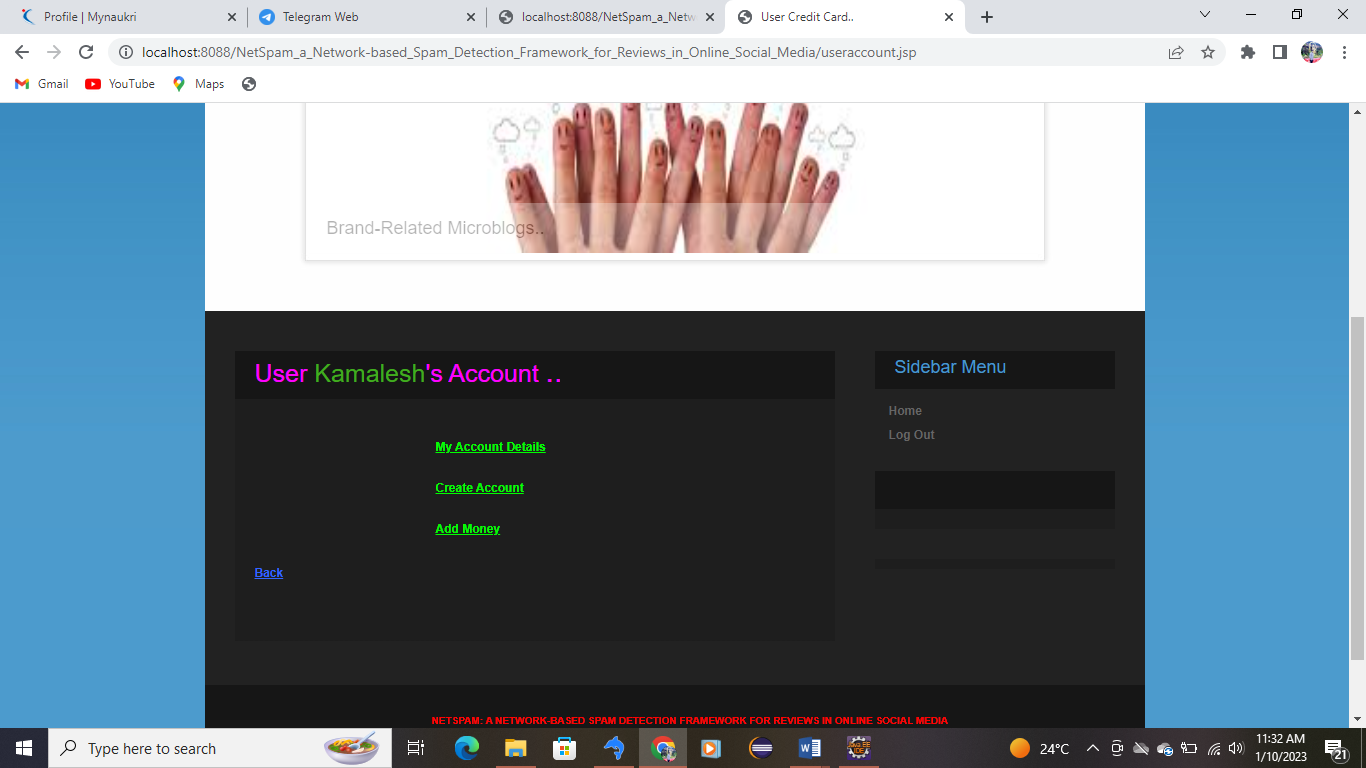 Profile | Mynaukri
Telegram Web
localhost:8088/NetSpam_a_Netw
User Credit Card..
localhost:8088/NetSpam_a_Network-based_Spam_Detection_Framework_for_Reviews_in_Online_Social_Media/useraccount.jsp
Gmail
YouTube
Maps
Brand-Related Microblogs..
User Kamalesh's Account ..
Sidebar Menu
Home
Log Out
My Account Details
Create Account
Add Money
Back
NETSPAM: A NETWORK-BASED SPAM DETECTION FRAMEWORK FOR REVIEWS IN ONLINE SOCIAL MEDIA
Type here to search
24°C
11:32 AM
1/10/2023
21